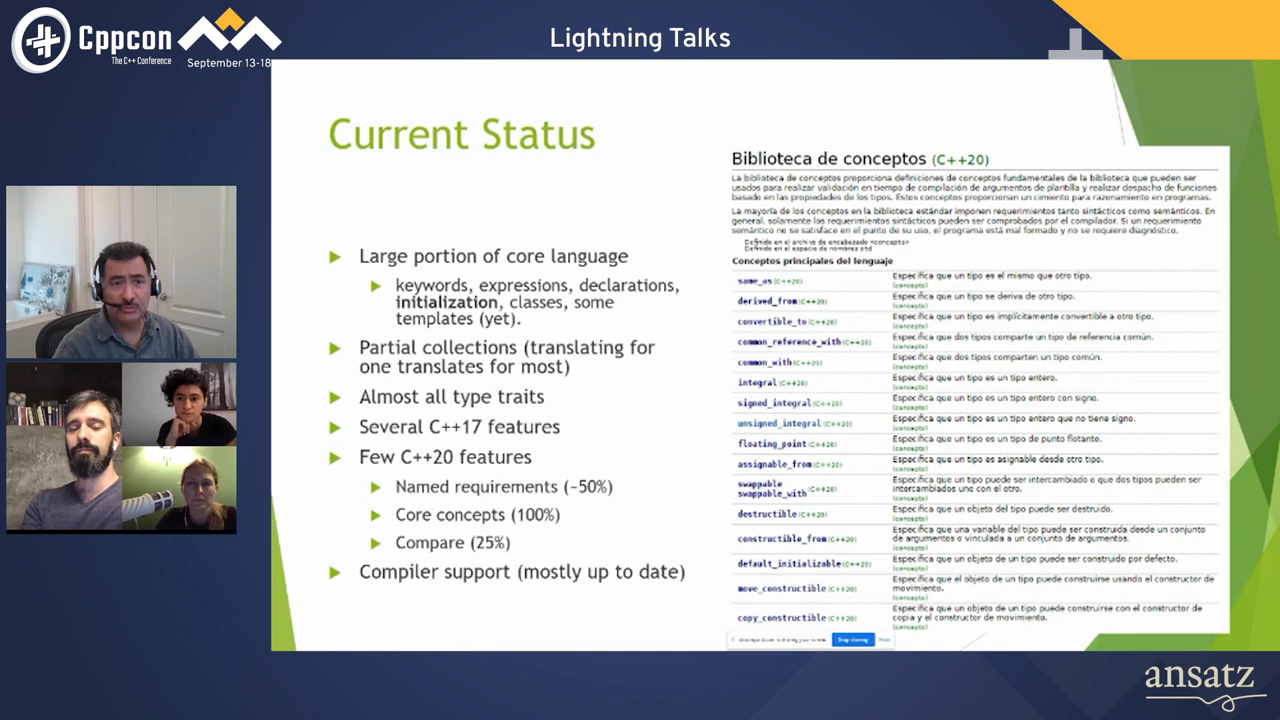 Cppcon
The C++ Conference
September 13-18
Lightning Talks
Current Status
Large portion of core language
keywords, expressions, declarations,
initialization, classes, some
templates (yet).
Partial collections (translating for
one translates for most)
Almost all type traits
Several C++17 features
Few C++20 features
Named requirements (~50%)
Core concepts (100%)
Compare (25%)
Compiler support (mostly up to date)
Biblioteca de conceptos (C++20)
La biblioteca de conceptos proporciona definiciones de conceptos fundamentales de la biblioteca que pueden ser
usados para realizar validación en tiempo de compilación de argumentos de plantilla y realizar despacho de funciones
basado en las propiedades de los tipos. Estos conceptos proporcionan un cimiento para razonamiento en programas.
La mayoría de los conceptos en la biblioteca estándar imponen requerimientos tanto sintácticos como semánticos. En
general, solamente los requerimientos sintácticos pueden ser comprobados por el compilador. Si un requerimiento
semántico no se satisface en el punto de su uso, el programa está mal formado y no se requiere diagnóstico.
Definido en el archivo de encabezado <concepts>
Definido en el espacio de nombres std
Conceptos principales del lenguaje
same_as (C++20) Especifica que un tipo es el mismo que otro tipo.
(concepto)
derived_from (C++20) Especifica que un tipo se deriva de otro tipo.
(concepto)
convertible_to (C++20) Especifica que un tipo es implícitamente convertible a otro tipo.
(concepto)
common_reference_with (C++20) Especifica que dos tipos comparte un tipo de referencia común.
(concepto)
common_with (C++20) Especifica que dos tipos comparten un tipo común.
(concepto)
integral (C++20) Especifica que un tipo es un tipo entero.
(concepto)
signed_integral (C++20) Especifica que un tipo es un tipo entero con signo.
(concepto)
unsigned_integral (C++20) Especifica que un tipo es un tipo entero que no tiene signo.
(concepto)
floating_point (C++20) Especifica que un tipo es un tipo de punto flotante.
(concepto)
assignable_from (C++20) Especifica que un tipo es asignable desde otro tipo.
(concepto)
swappable
swappable_with (C++20) Especifica que un tipo puede ser intercambiado o que dos tipos pueden ser
intercambiados uno con el otro.
(concepto)
destructible (C++20) Especifica que un objeto del tipo puede ser destruido.
(concepto)
constructible_from (C++20) Especifica que una variable del tipo puede ser construida desde un conjunto
de argumentos o vinculada a un conjunto de argumentos.
(concepto)
default_initializable (C++20) Especifica que un objeto de un tipo puede ser construido por defecto.
(concepto)
move_constructible (C++20) Especifica que el objeto de un tipo puede construirse usando el constructor de
movimiento.
(concepto)
copy_constructible (C++20) Especifica que un objeto de un tipo puede construirse con el constructor de
copia y el constructor de movimiento.
(concepto)
is sharing your screen.
Stop sharing
Hide
ansatz